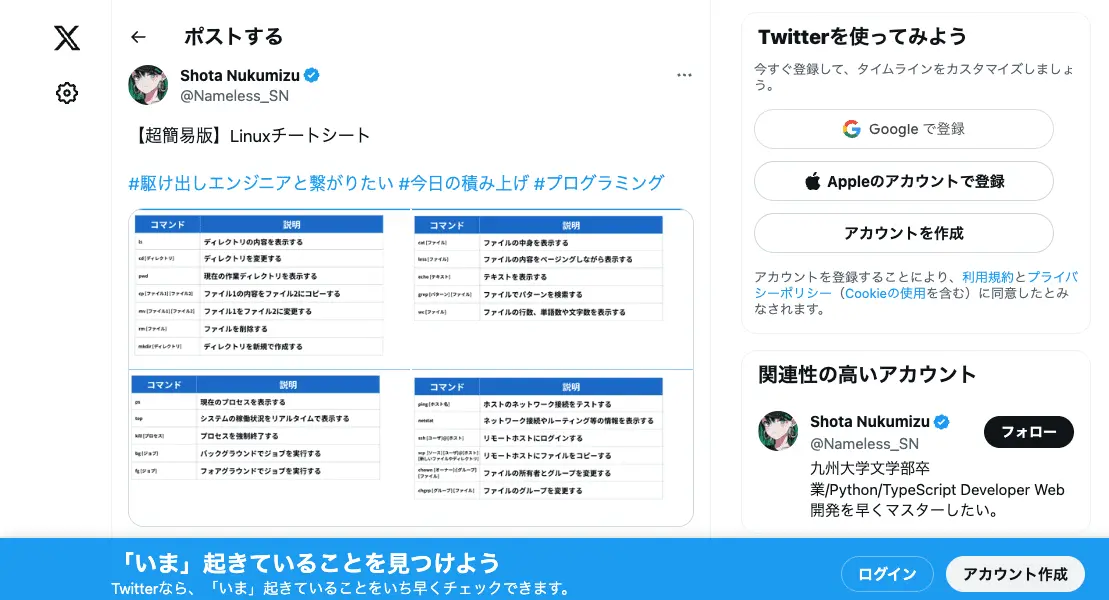 ポストする
Shota Nukumizu
@Nameless_SN
【超簡易版】Linuxチートシート
#駆け出しエンジニアと繋がりたい #今日の積み上げ #プログラミング
コマンド 説明
ls ディレクトリの内容を表示する
cd [ディレクトリ] ディレクトリを変更する
pwd 現在の作業ディレクトリを表示する
cp [ファイル1] [ファイル2] ファイル1の内容をファイル2にコピーする
mv [ファイル1] [ファイル2] ファイル1をファイル2に変更する
rm [ファイル] ファイルを削除する
mkdir [ディレクトリ] ディレクトリを新規で作成する
コマンド 説明
cat [ファイル] ファイルの中身を表示する
less [ファイル] ファイルの内容をページングしながら表示する
echo [テキスト] テキストを表示する
grep [パターン] [ファイル] ファイルでパターンを検索する
wc [ファイル] ファイルの行数、単語数や文字数を表示する
コマンド 説明
ps 現在のプロセスを表示する
top システムの稼働状況をリアルタイムで表示する
kill [プロセス] プロセスを強制終了する
bg [ジョブ] バックグラウンドでジョブを実行する
fg [ジョブ] フォアグラウンドでジョブを実行する
コマンド 説明
ping [ホスト名] ホストのネットワーク接続をテストする
netstat ネットワーク接続やルーティング等の情報を表示する
ssh [ユーザ]@[ホスト] リモートホストにログインする
scp [ソース] [ユーザ]@[ホスト]:[新しいファイルやディレクトリ] リモートホストにファイルをコピーする
chown [オーナー]:[グループ] [ファイル] ファイルの所有者とグループを変更する
chgrp [グループ] [ファイル] ファイルのグループを変更する
Twitterを使ってみよう
今すぐ登録して、タイムラインをカスタマイズしましょ
う。
Google で登録
Appleのアカウントで登録
アカウントを作成
アカウントを登録することにより、利用規約とプライバ
シーポリシー（Cookieの使用を含む）に同意したとみ
なされます。
関連性の高いアカウント
Shota Nukumizu
@Nameless_SN
フォロー
九州大学文学部卒
業/Python/TypeScript Developer Web
開発を早くマスターしたい。
「いま」起きていることを見つけよう
Twitterなら、「いま」起きていることをいち早くチェックできます。
ログイン
アカウント作成